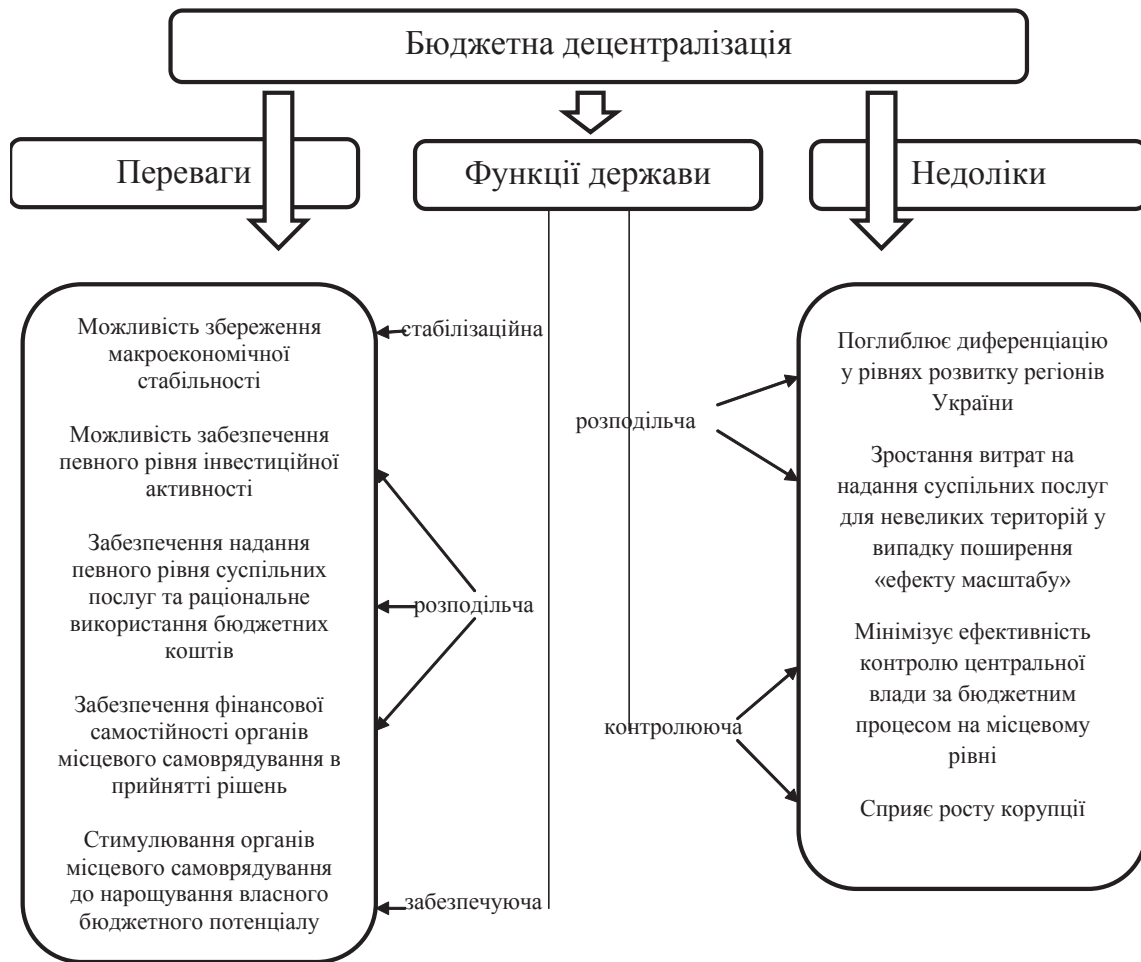 Бюджетна децентралізація
Переваги
Функції держави
Недоліки
Можливість збереження
макроекономічної
стабільності
Можливість забезпечення
певного рівня інвестиційної
активності
Забезпечення надання
певного рівня суспільних
послуг та раціональне
використання бюджетних
коштів
Забезпечення фінансової
самостійності органів
місцевого самоврядування в
прийнятті рішень
Стимулювання органів
місцевого самоврядування
до нарощування власного
бюджетного потенціалу
стабілізаційна
розподільча
забезпечуюча
розподільча
контролююча
Поглиблює диференціацію
у рівнях розвитку регіонів
України
Зростання витрат на
надання суспільних послуг
для невеликих територій у
випадку поширення
«ефекту масштабу»
Мінімізує ефективність
контролю центральної
влади за бюджетним
процесом на місцевому
рівні
Сприяє росту корупції